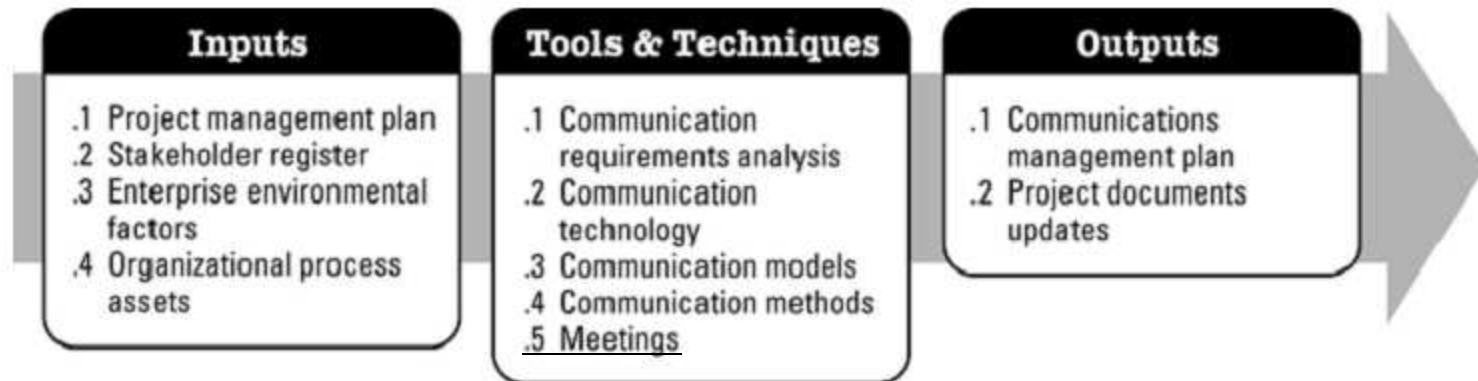 Inputs
.1 Project management plan
.2 Stakeholder register
.3 Enterprise environmental
factors
.4 Organizational process
assets
Tools & Techniques
.1 Communication
requirements analysis
.2 Communication
technology
.3 Communication models
.4 Communication methods
.5 Meetings
Outputs
.1 Communications
management plan
.2 Project documents
updates